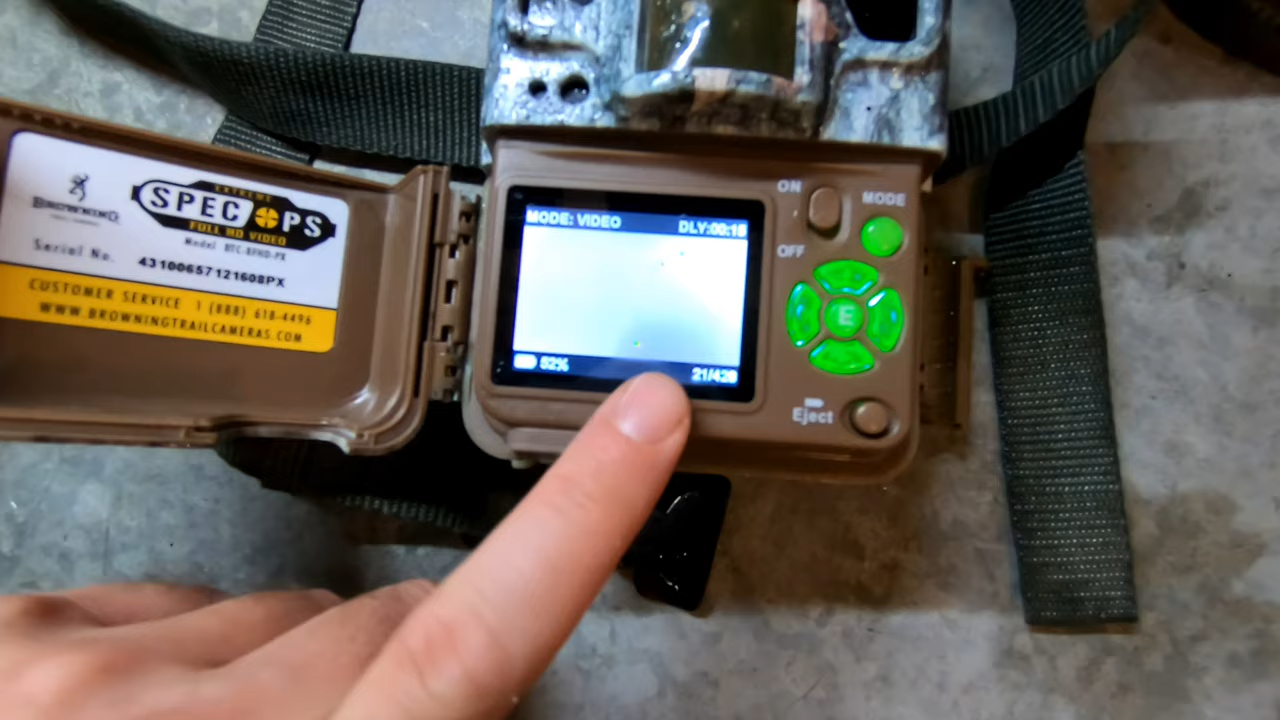 BROWNING
EXTREME
SPEC OPS
FULL HD VIDEO
Model BTC-8FHD-PX
Serial No. 43100657121608PX
CUSTOMER SERVICE 1 (888) 618-4496
WWW.BROWNINGTRAILCAMERAS.COM
MODE: VIDEO DLY:00:15
52% 21/428
ON
OFF
MODE
E
Eject